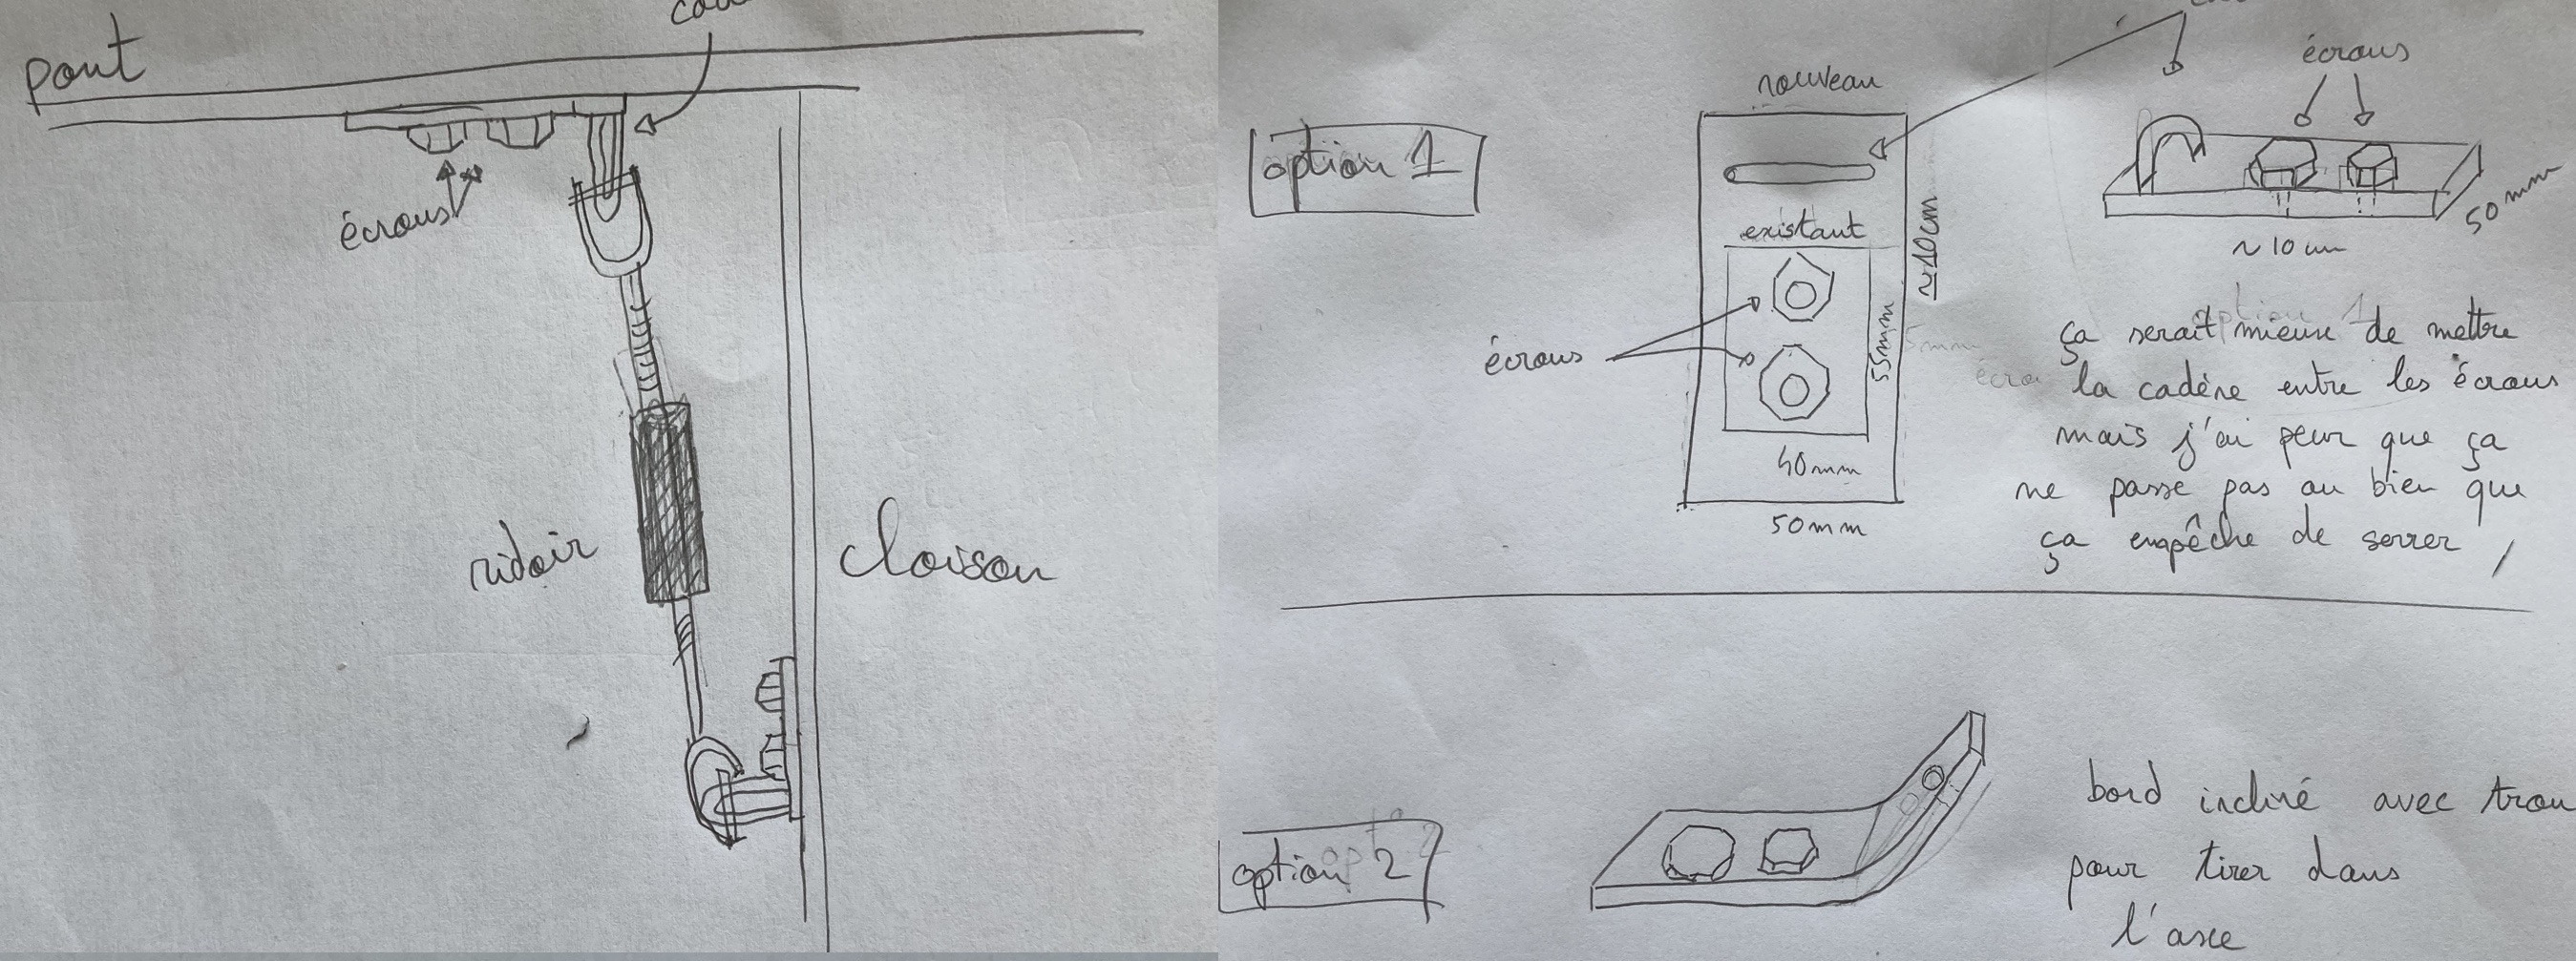 pont
écrous
ridoir
cloison
option 1
nouveau
existant
écrous
55mm
40mm
50mm
~10cm
écrous
50mm
~10cm
ça serait mieux de mettre
la cadène entre les écrous
mais j'ai peur que ça
ne passe pas ou bien que
ça empêche de serrer
option 2
bord incliné avec trou
pour tirer dans
l'axe